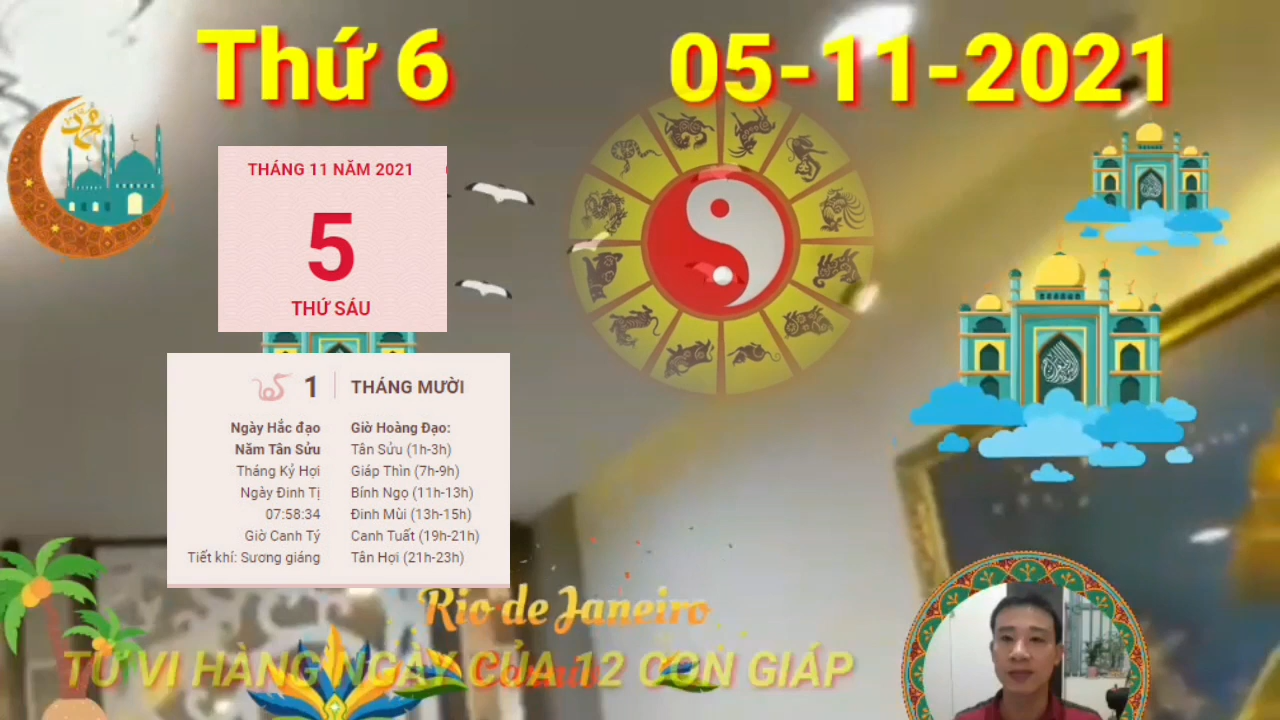 Thứ 6
05-11-2021
THÁNG 11 NĂM 2021
5
THỨ SÁU
1
THÁNG MƯỜI
Ngày Hắc đạo
Năm Tân Sửu
Tháng Kỷ Hợi
Ngày Đinh Tị
07:58:34
Giờ Canh Tý
Tiết khí: Sương giáng
Giờ Hoàng Đạo:
Tân Sửu (1h-3h)
Giáp Thìn (7h-9h)
Bính Ngọ (11h-13h)
Đinh Mùi (13h-15h)
Canh Tuất (19h-21h)
Tân Hợi (21h-23h)
Rio de Janeiro
TỬ VI HÀNG NGÀY CỦA 12 CON GIÁP